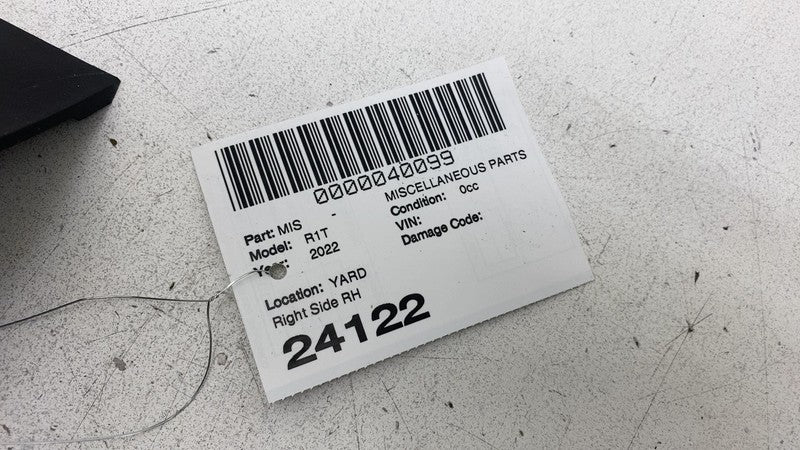 0000040099
Part: MIS - MISCELLANEOUS PARTS
Model: R1T Condition: 0cc
Year: 2022 VIN:
Damage Code:
Location: YARD
Right Side RH
24122